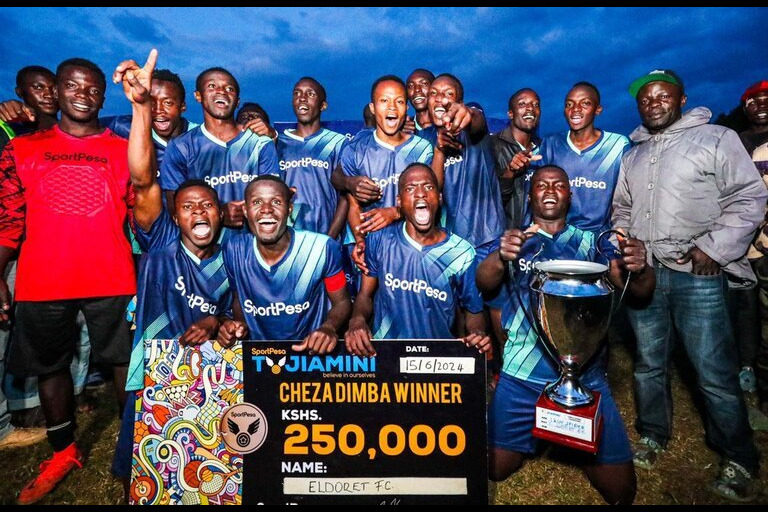 SportPesa
SportPesa
SportPesa
SportPesa
SportPesa
SportPesa
SportPesa
SportPesa
SportPesa
TUJIAMINI
believe in ourselves
DATE:
15/6/2024
CHEZA DIMBA WINNER
KSHS.
250,000
SportPesa
NAME:
ELDORET F.C.